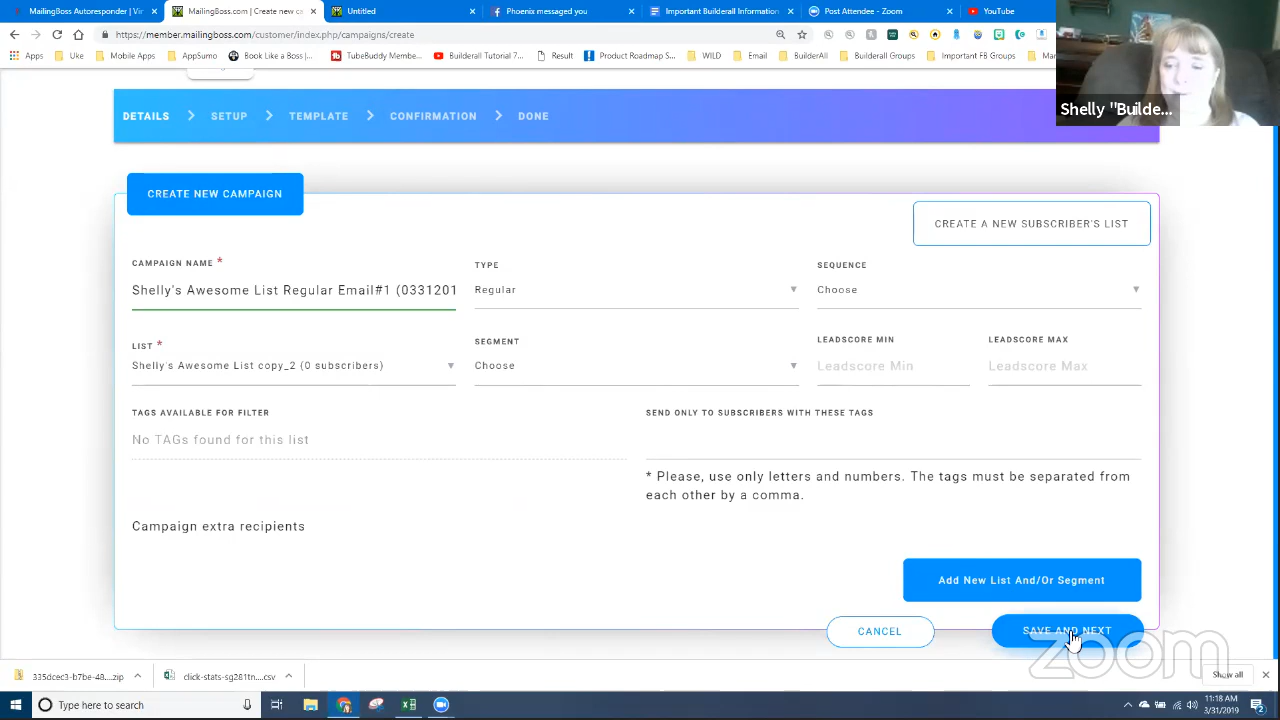 MailingBoss Autoresponder | Vir
MailingBoss.com | Create new ca
Untitled
Phoenix messaged you
Important Builderall Information
Post Attendee - Zoom
YouTube
https://member.mailingboss.com/customer/index.php/campaigns/create
Apps
Uke
Mobile Apps
AppSumo
Book Like a Boss |...
TubeBuddy Membe...
Builderall Tutorial 7...
Result
Product Roadmap S...
WILD
Email
BuilderAll
Builderall Groups
Important FB Groups
Shelly "Builde...
DETAILS
SETUP
TEMPLATE
CONFIRMATION
DONE
CREATE NEW CAMPAIGN
CREATE A NEW SUBSCRIBER'S LIST
CAMPAIGN NAME *
TYPE
SEQUENCE
Shelly's Awesome List Regular Email#1 (0331201
Regular
Choose
LIST *
SEGMENT
LEADSCORE MIN
LEADSCORE MAX
Shelly's Awesome List copy_2 (0 subscribers)
Choose
Leadscore Min
Leadscore Max
TAGS AVAILABLE FOR FILTER
SEND ONLY TO SUBSCRIBERS WITH THESE TAGS
No TAGs found for this list
* Please, use only letters and numbers. The tags must be separated from
each other by a comma.
Campaign extra recipients
Add New List And/Or Segment
CANCEL
SAVE AND NEXT
zoom
335dcec3-b7be-48....zip
click-stats-sg281tn....csv
Show all
Type here to search
11:18 AM
3/31/2019
2